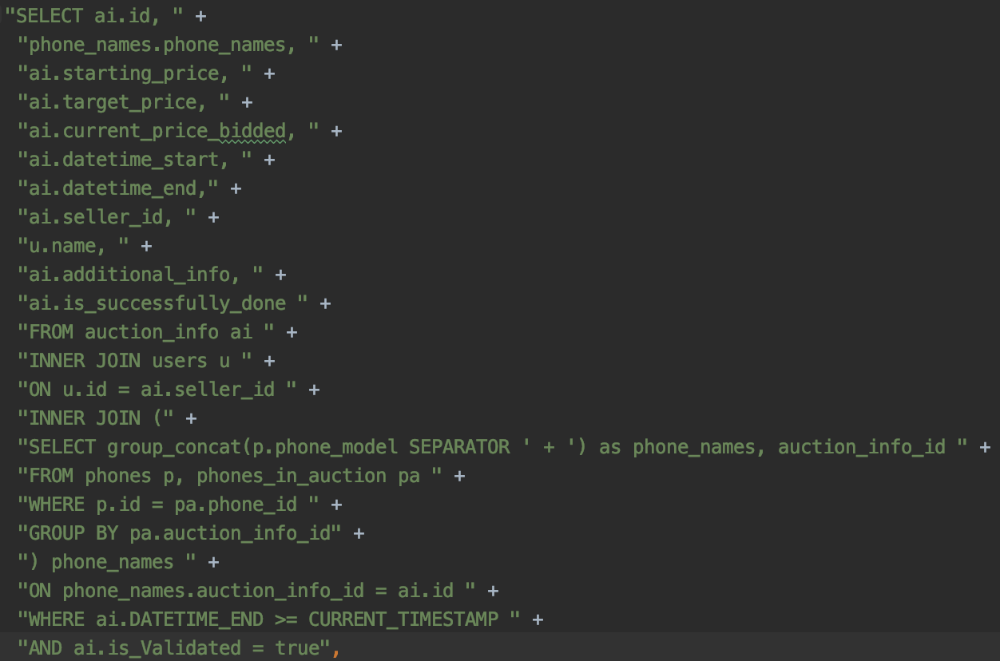 "SELECT ai.id, " +
"phone_names.phone_names, " +
"ai.starting_price, " +
"ai.target_price, " +
"ai.current_price_bidded, " +
"ai.datetime_start, " +
"ai.datetime_end," +
"ai.seller_id, " +
"u.name, " +
"ai.additional_info, " +
"ai.is_successfully_done " +
"FROM auction_info ai " +
"INNER JOIN users u " +
"ON u.id = ai.seller_id " +
"INNER JOIN (" +
"SELECT group_concat(p.phone_model SEPARATOR ' + ') as phone_names, auction_info_id " +
"FROM phones p, phones_in_auction pa " +
"WHERE p.id = pa.phone_id " +
"GROUP BY pa.auction_info_id" +
") phone_names " +
"ON phone_names.auction_info_id = ai.id " +
"WHERE ai.DATETIME_END >= CURRENT_TIMESTAMP " +
"AND ai.is_Validated = true",